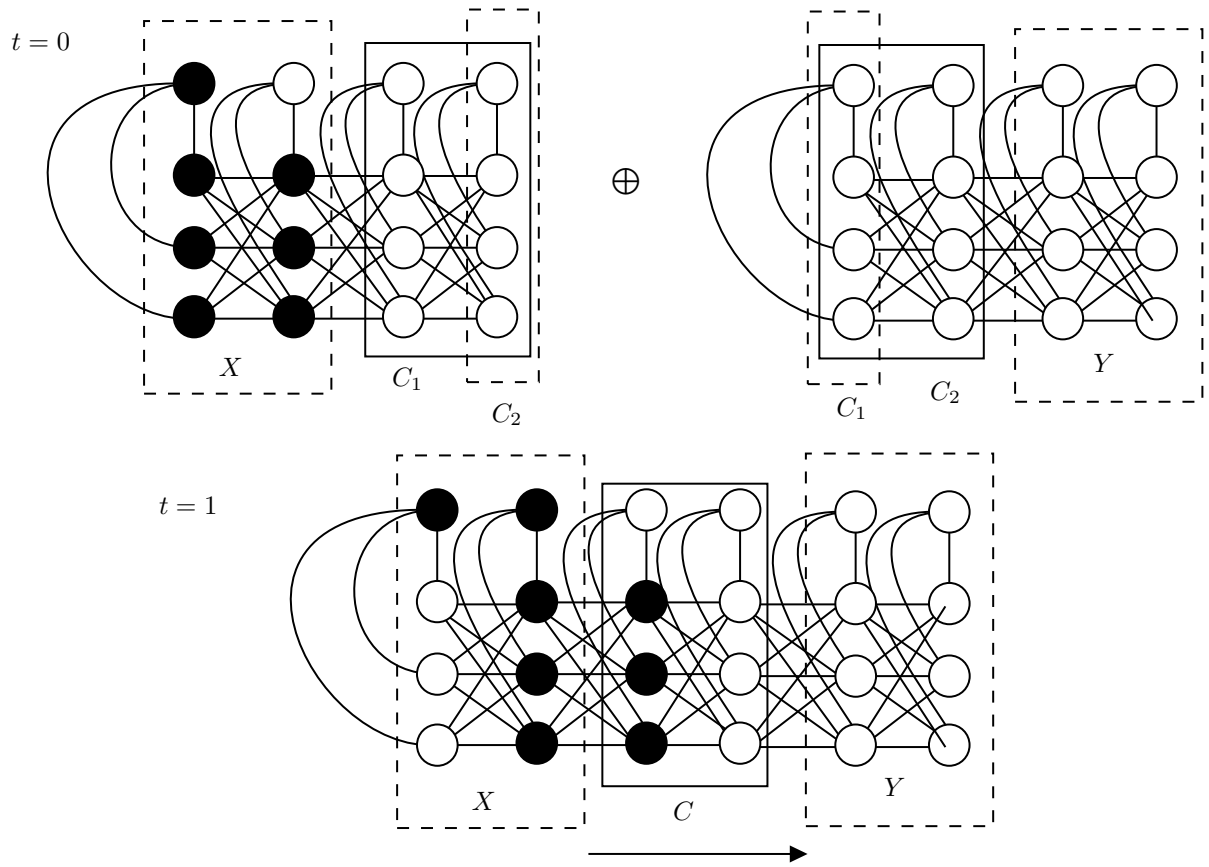 t = 0
⊕
X
C₁
C₂
C₁
C₂
Y
t = 1
X
C
Y